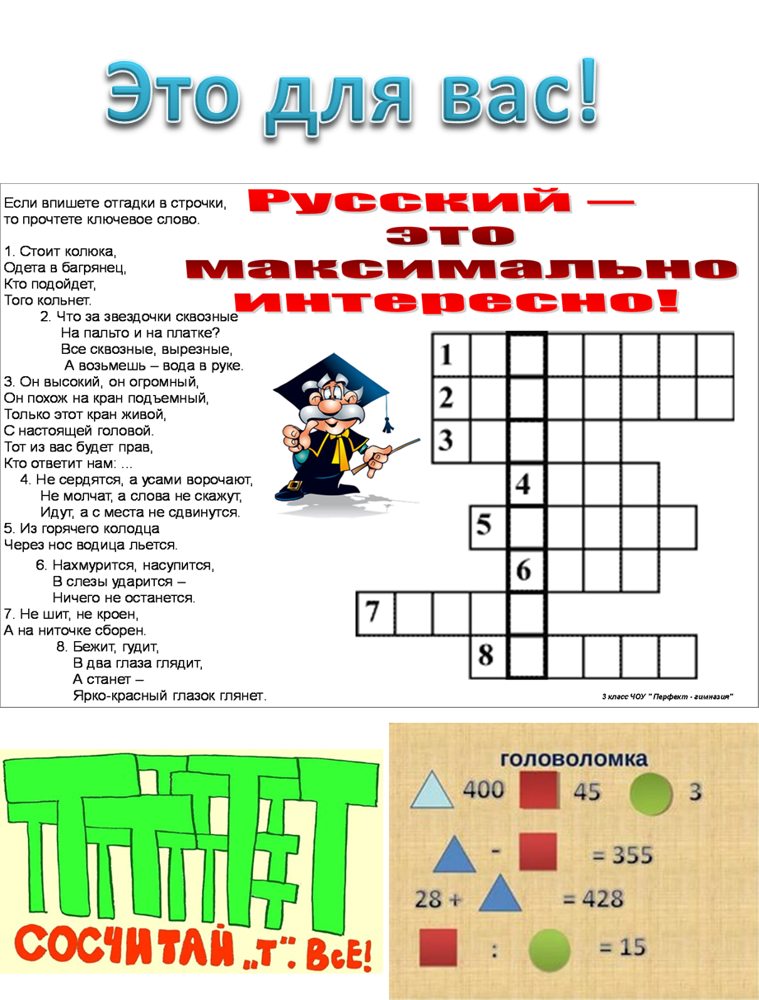 Это для вас!
Если впишете отгадки в строчки,
то прочтете ключевое слово.
Русский —
это
максимально
интересно!
1. Стоит колюка,
Одета в багрянец,
Кто подойдет,
Того кольнет.
2. Что за звездочки сквозные
На пальто и на платке?
Все сквозные, вырезные,
А возьмешь – вода в руке.
3. Он высокий, он огромный,
Он похож на кран подъемный,
Только этот кран живой,
С настоящей головой.
Тот из вас будет прав,
Кто ответит нам: ...
4. Не сердятся, а усами ворочают,
Не молчат, а слова не скажут,
Идут, а с места не сдвинутся.
5. Из горячего колодца
Через нос водица льется.
6. Нахмурится, насупится,
В слезы ударится –
Ничего не останется.
7. Не шит, не кроен,
А на ниточке сборен.
8. Бежит, гудит,
В два глаза глядит,
А станет –
Ярко-красный глазок глянет.
1
2
3
4
5
6
7
8
3 класс ЧОУ " Перфект - гимназия"
СОСЧИТАЙ „Т“. ВСЕ!
головоломка
400 45 3
- = 355
28 + = 428
: = 15